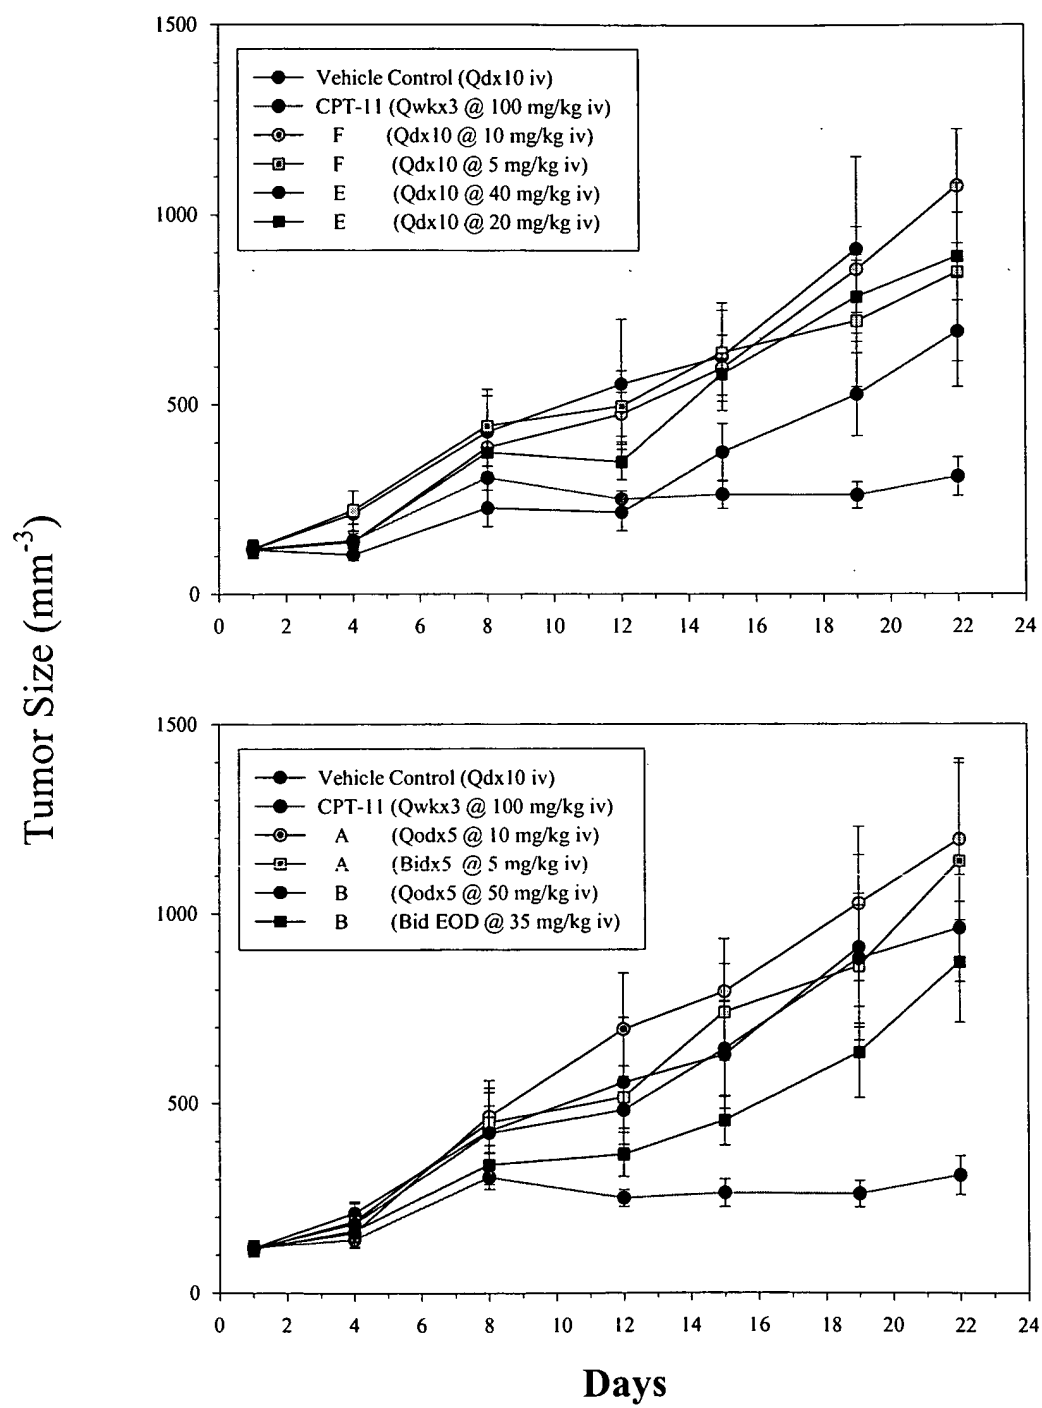 Tumor Size (mm-3)
1500
1000
500
0
Vehicle Control (Qdx10 iv)
CPT-11 (Qwkx3 @ 100 mg/kg iv)
F (Qdx10 @ 10 mg/kg iv)
F (Qdx10 @ 5 mg/kg iv)
E (Qdx10 @ 40 mg/kg iv)
E (Qdx10 @ 20 mg/kg iv)
0 2 4 6 8 10 12 14 16 18 20 22 24
1500
1000
500
0
Vehicle Control (Qdx10 iv)
CPT-11 (Qwkx3 @ 100 mg/kg iv)
A (Qodx5 @ 10 mg/kg iv)
A (Bidx5 @ 5 mg/kg iv)
B (Qodx5 @ 50 mg/kg iv)
B (Bid EOD @ 35 mg/kg iv)
0 2 4 6 8 10 12 14 16 18 20 22 24
Days